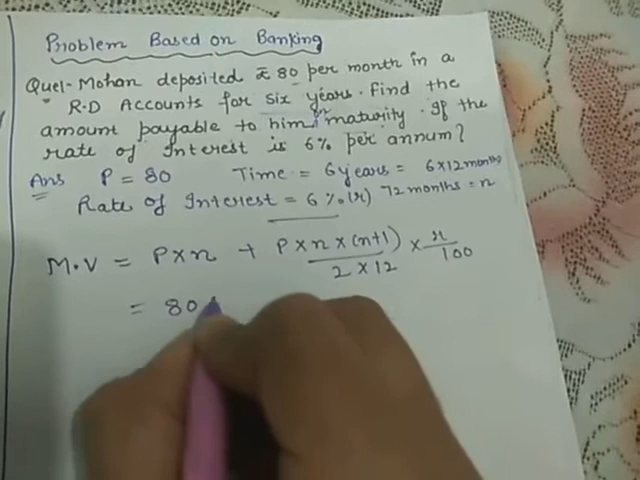 Problem Based on Banking
Que1- Mohan deposited ₹ 80 per month in a
R.D Accounts for six years. Find the
amount payable to him on maturity. If the
rate of Interest is 6% per annum?
Ans P = 80 Time = 6 years = 6×12 months
Rate of Interest = 6%(r) 72 months = n
M.V = P×n + P×n×(n+1)/2×12 × r/100
= 80